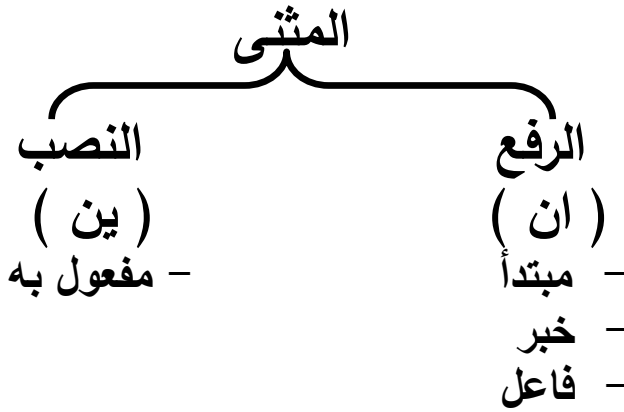 المثنى
الرفع
( ان )
– مبتدأ
– خبر
– فاعل
النصب
( ين )
– مفعول به